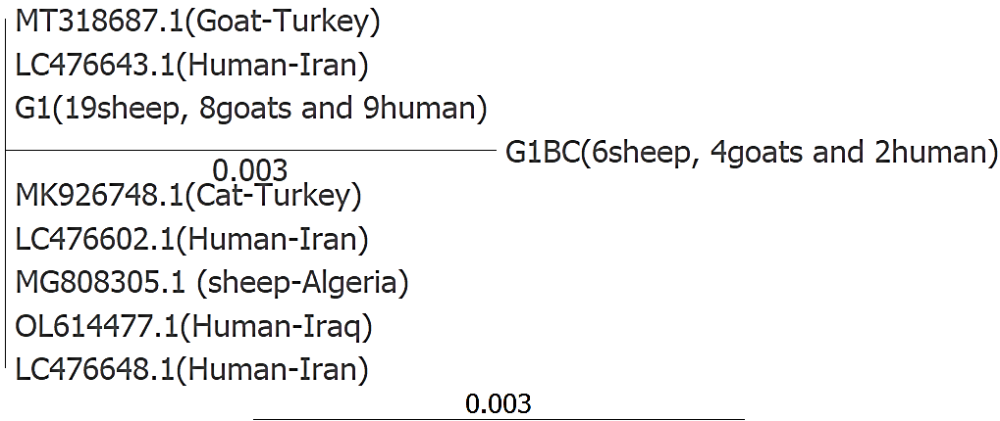 MT318687.1(Goat-Turkey)
LC476643.1(Human-Iran)
G1(19sheep, 8goats and 9human)
G1BC(6sheep, 4goats and 2human)
0.003
MK926748.1(Cat-Turkey)
LC476602.1(Human-Iran)
MG808305.1 (sheep-Algeria)
OL614477.1(Human-Iraq)
LC476648.1(Human-Iran)
0.003